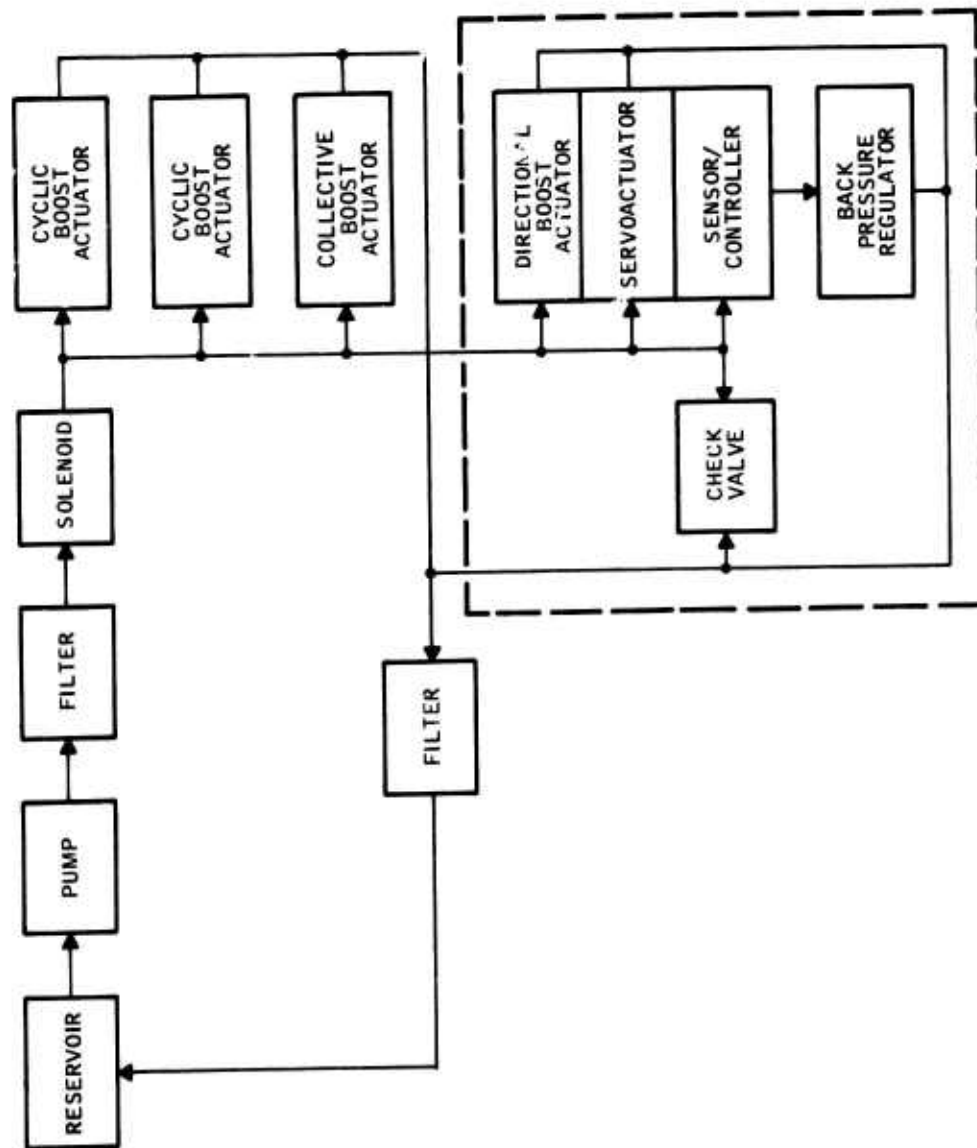 RESERVOIR
PUMP
FILTER
SOLENOID
CYCLIC
BOOST
ACTUATOR
CYCLIC
BOOST
ACTUATOR
COLLECTIVE
BOOST
ACTUATOR
FILTER
CHECK
VALVE
DIRECTIONAL
BOOST
ACTUATOR
SERVOACTUATOR
SENSOR/
CONTROLLER
BACK
PRESSURE
REGULATOR